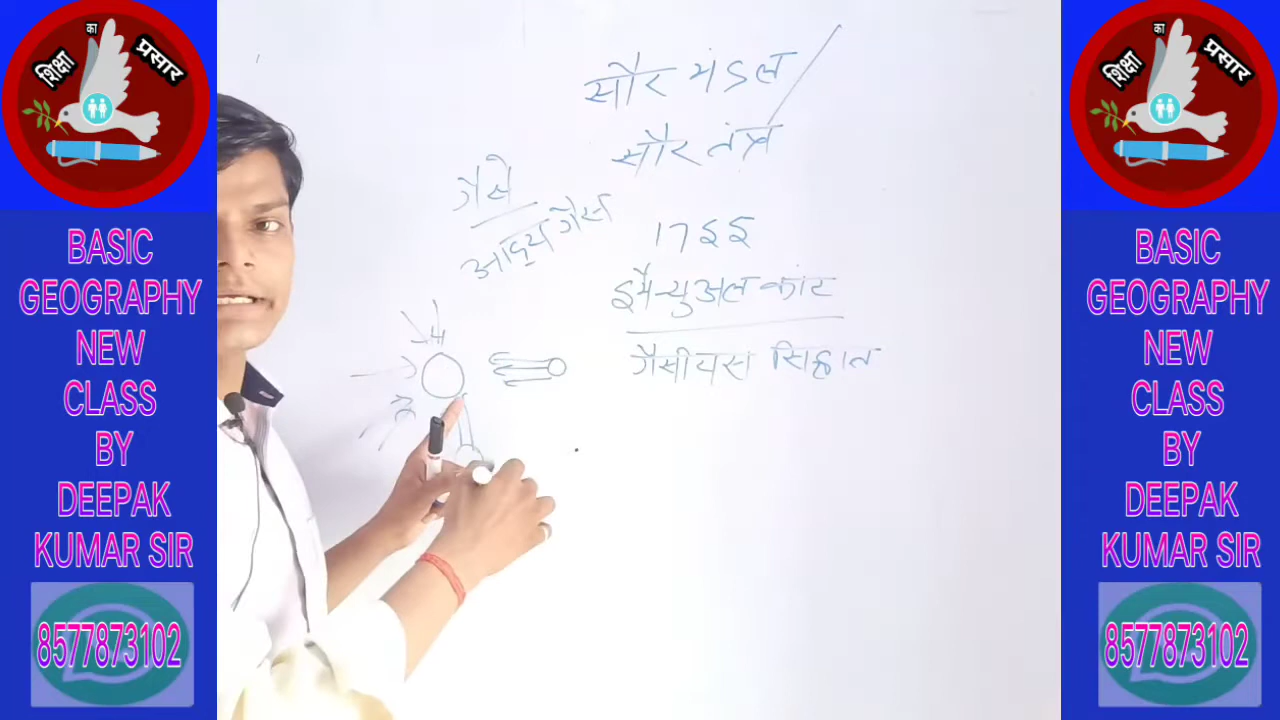 शिक्षा का प्रसार
BASIC
GEOGRAPHY
NEW
CLASS
BY
DEEPAK
KUMAR SIR
8577873102
सौर मंडल
सौर तंत्र
गैसे
आद्य गैस
17इइ
इमैन्युअल कांट
गैसीयस सिद्धान्त
शिक्षा का प्रसार
BASIC
GEOGRAPHY
NEW
CLASS
BY
DEEPAK
KUMAR SIR
8577873102